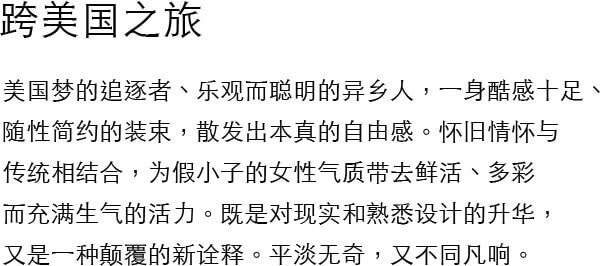 跨美国之旅
美国梦的追逐者、乐观而聪明的异乡人，一身酷感十足、
随性简约的装束，散发出本真的自由感。怀旧情怀与
传统相结合，为假小子的女性气质带去鲜活、多彩
而充满生气的活力。既是对现实和熟悉设计的升华，
又是一种颠覆的新诠释。平淡无奇，又不同凡响。